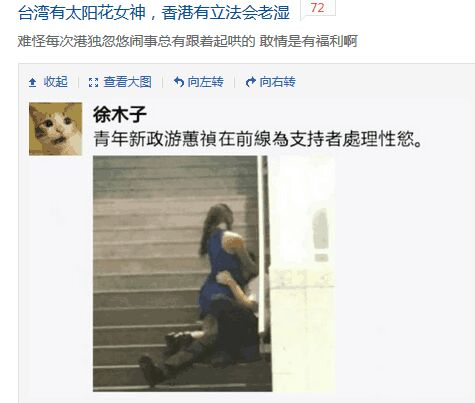 台湾有太阳花女神，香港有立法会老湿
72
难怪每次港独忽悠闹事总有跟着起哄的 敢情是有福利啊
收起
查看大图
向左转
向右转
徐木子
青年新政游蕙禎在前線為支持者處理性慾。